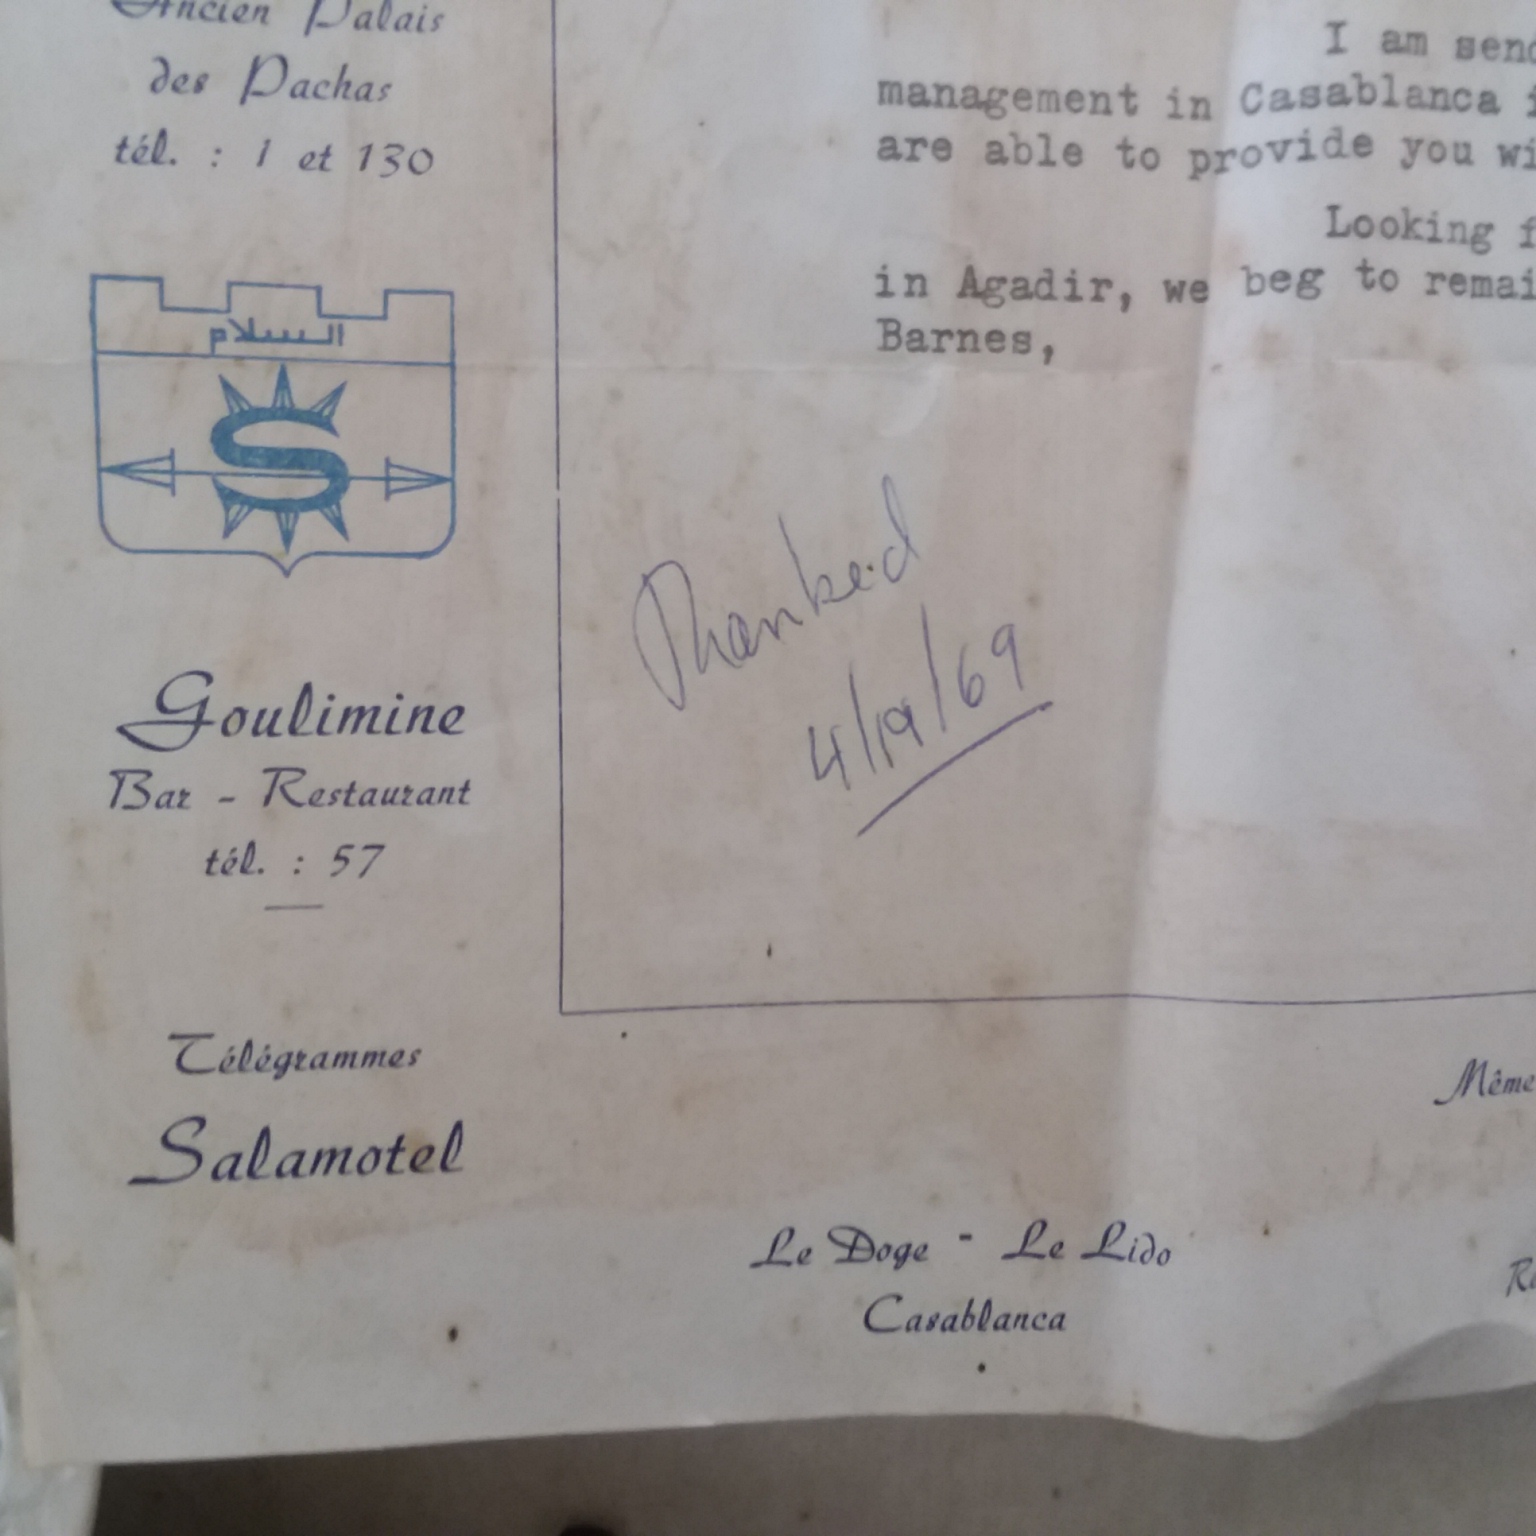 Ancien Palais
des Pachas
tél. : 1 et 130
السلام
S
Goulimine
Bar - Restaurant
tél. : 57
Télégrammes
Salamotel
I am send
management in Casablanca i
are able to provide you wi
Looking f
in Agadir, we beg to remai
Barnes,
Thanked
4/19/69
Même
Le Doge - Le Lido
Casablanca